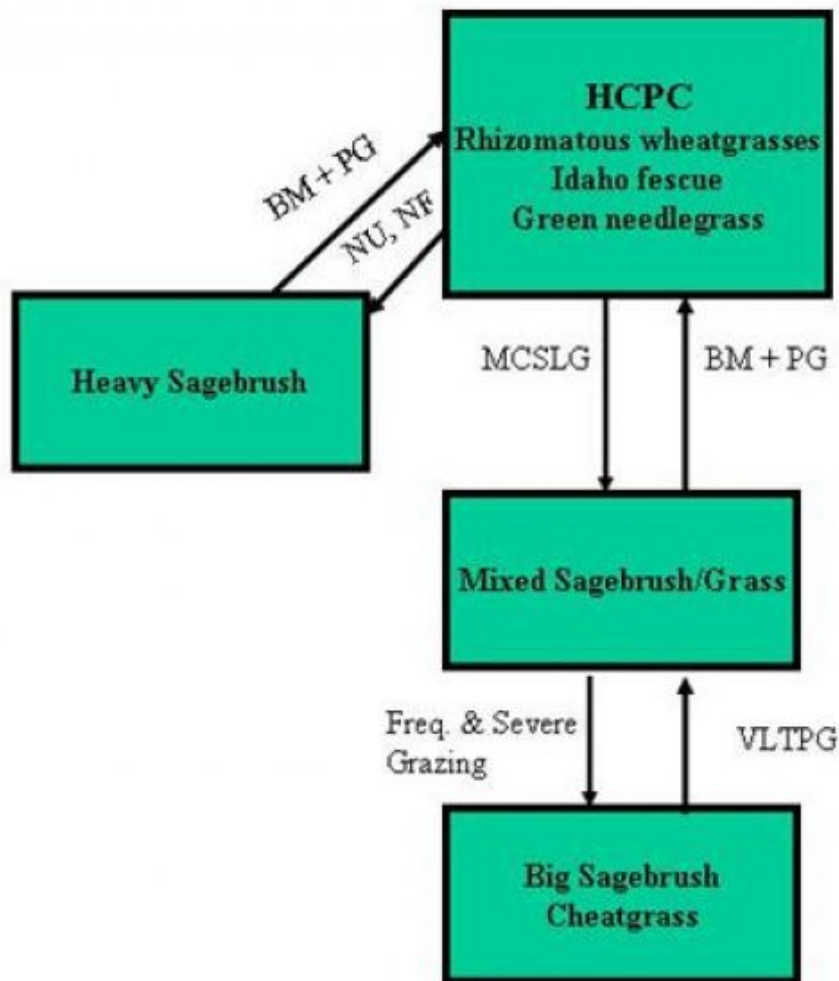 HCPC
Rhizomatous wheatgrasses
Idaho fescue
Green needlegrass
BM + PG
NU, NF
Heavy Sagebrush
MCSLG
BM + PG
Mixed Sagebrush/Grass
Freq. & Severe
Grazing
VLTPG
Big Sagebrush
Cheatgrass